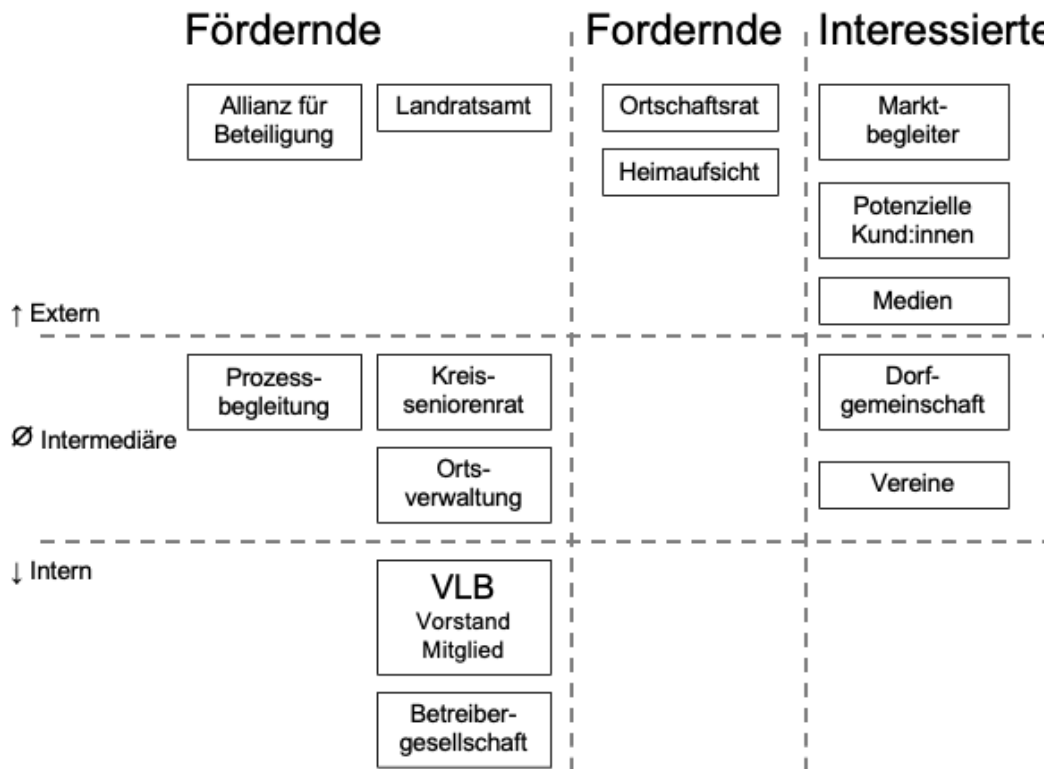 Fördernde
Fordernde
Interessierte
Allianz für
Beteiligung
Landratsamt
Ortschaftsrat
Heimaufsicht
Markt-
begleiter
Potenzielle
Kund:innen
Medien
↑ Extern
Prozess-
begleitung
Kreis-
seniorenrat
Dorf-
gemeinschaft
Ø Intermediäre
Orts-
verwaltung
Vereine
↓ Intern
VLB
Vorstand
Mitglied
Betreiber-
gesellschaft